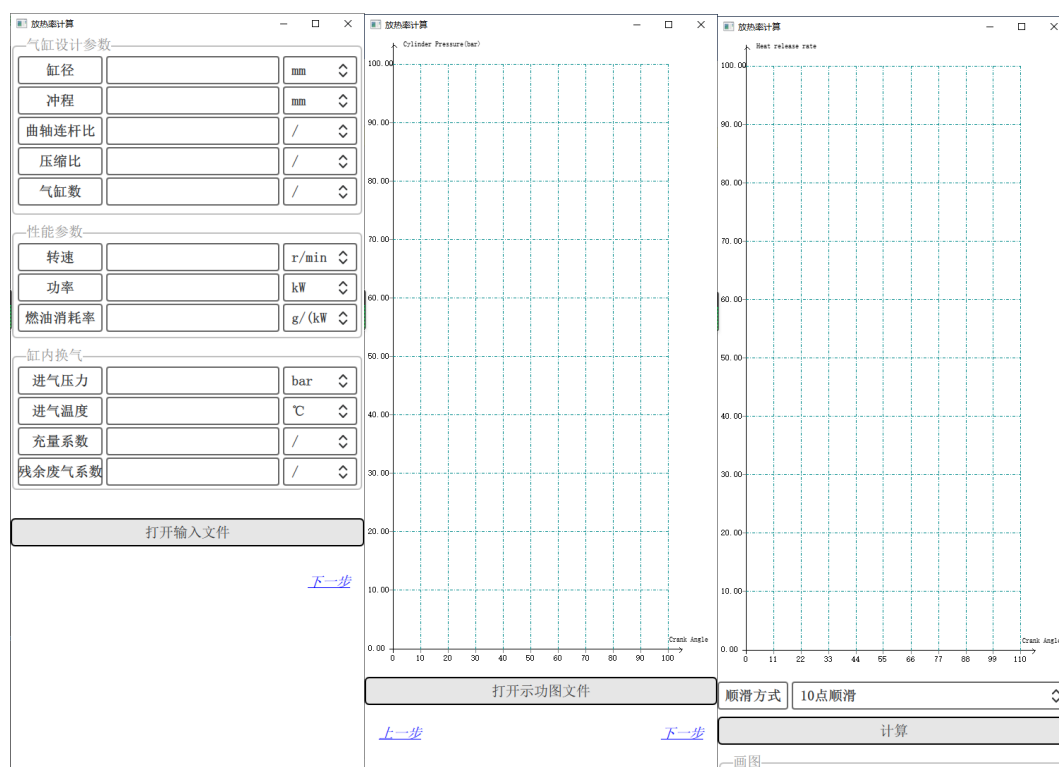 放热率计算
气缸设计参数
缸径 mm
冲程 mm
曲轴连杆比 /
压缩比 /
气缸数 /
性能参数
转速 r/min
功率 kW
燃油消耗率 g/(kW
缸内换气
进气压力 bar
进气温度 ℃
充量系数 /
残余废气系数 /
打开输入文件
下一步
放热率计算
Cylinder Pressure(bar)
100.00
90.00
80.00
70.00
60.00
50.00
40.00
30.00
20.00
10.00
0.00
Crank Angle
0 10 20 30 40 50 60 70 80 90 100
打开示功图文件
上一步 下一步
放热率计算
Heat release rate
100.00
90.00
80.00
70.00
60.00
50.00
40.00
30.00
20.00
10.00
0.00
Crank Angle
0 11 22 33 44 55 66 77 88 99 110
顺滑方式 10点顺滑
计算
画图